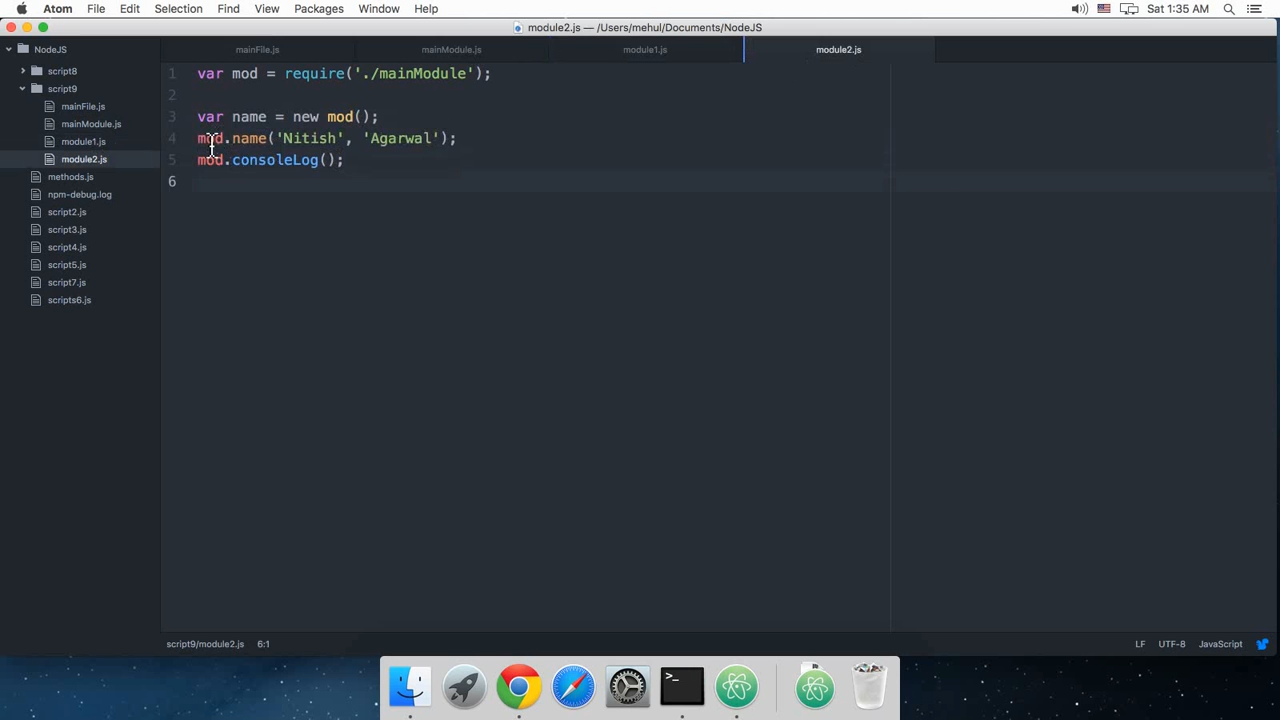 Atom File Edit Selection Find Packages Window Help Sat 1:35 AM
module2.js — /Users/mehul/Documents/NodeJS
NodeJS
script8
script9
mainFile.js
mainModule.js
module1.js
module2.js
methods.js
npm-debug.log
script2.js
script3.js
script4.js
script5.js
script7.js
scripts6.js
mainFile.js mainModule.js module1.js module2.js
1 var mod = require('./mainModule');
2
3 var name = new mod();
4 mod.name('Nitish', 'Agarwal');
5 mod.consoleLog();
6
script9/module2.js 6:1 LF UTF-8 JavaScript
>_